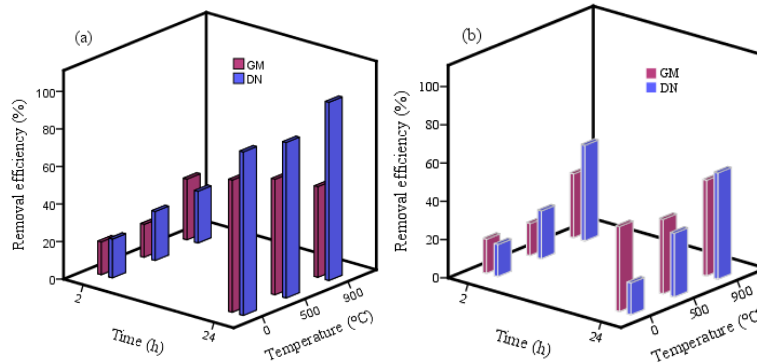 (a)
GM
DN
Removal efficiency (%)
100
80
60
40
20
0
2
24
Time (h)
0
500
900
Temperature (°C)
(b)
GM
DN
Removal efficiency (%)
100
80
60
40
20
0
2
24
Time (h)
0
500
900
Temperature (°C)